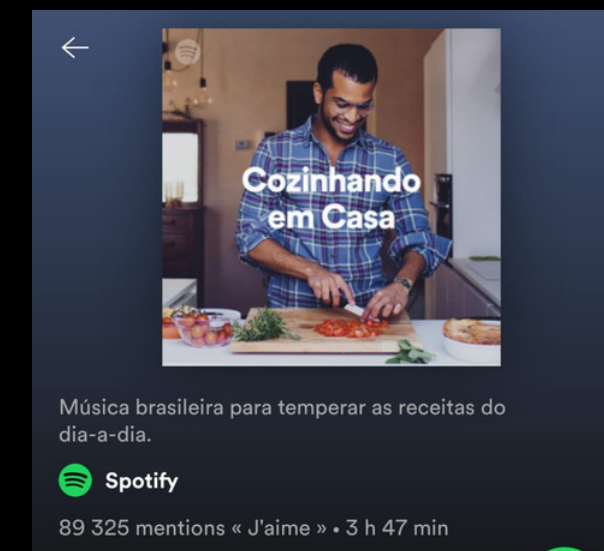 Cozinhando
em Casa
Música brasileira para temperar as receitas do
dia-a-dia.
Spotify
89 325 mentions « J'aime » • 3 h 47 min